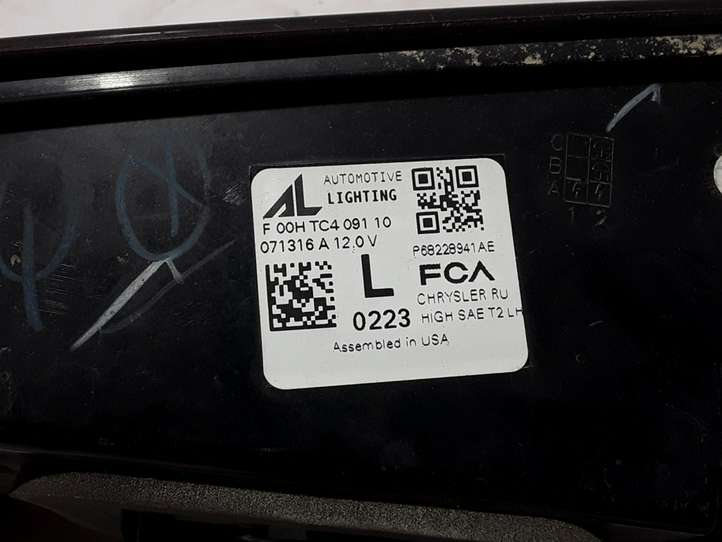 AL AUTOMOTIVE
LIGHTING
F 00H TC4 091 10
071316 A 12.0 V
P68228941AE
L
FCA
0223
CHRYSLER RU
HIGH SAE T2 LH
Assembled in USA
C
B
A
1 2